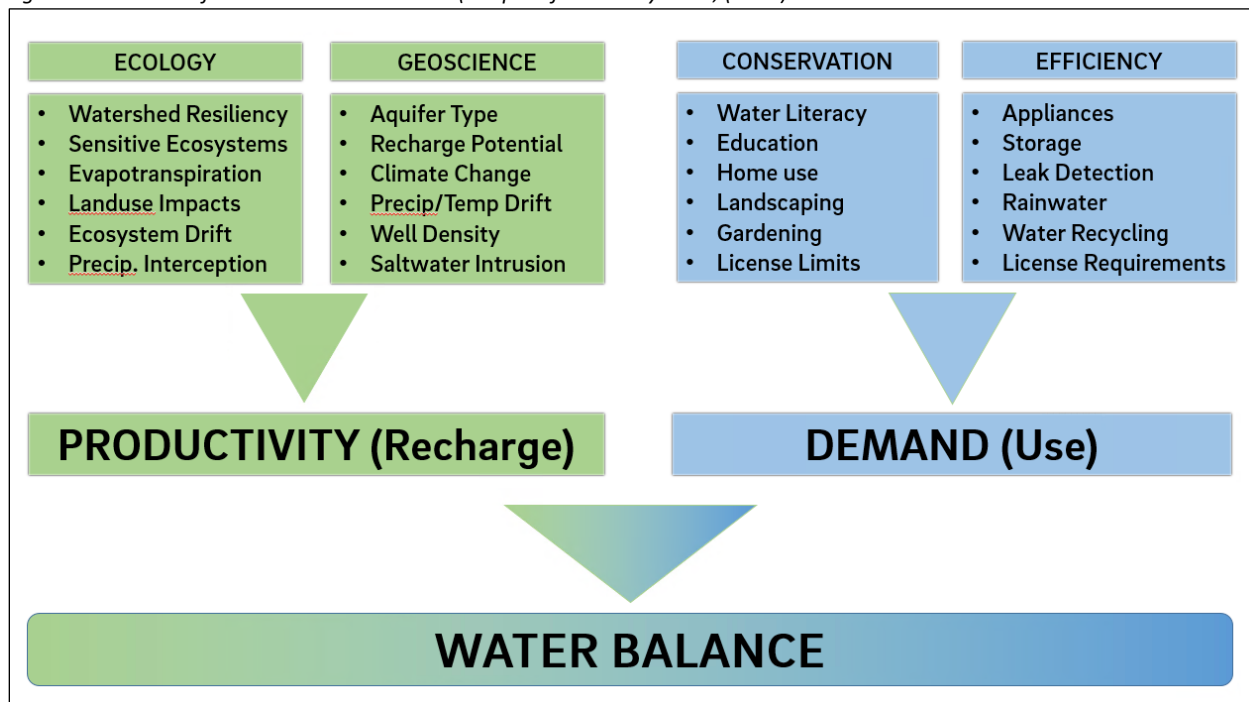 ECOLOGY
• Watershed Resiliency
• Sensitive Ecosystems
• Evapotranspiration
• Landuse Impacts
• Ecosystem Drift
• Precip. Interception
GEOSCIENCE
• Aquifer Type
• Recharge Potential
• Climate Change
• Precip/Temp Drift
• Well Density
• Saltwater Intrusion
CONSERVATION
• Water Literacy
• Education
• Home use
• Landscaping
• Gardening
• License Limits
EFFICIENCY
• Appliances
• Storage
• Leak Detection
• Rainwater
• Water Recycling
• License Requirements
PRODUCTIVITY (Recharge)
DEMAND (Use)
WATER BALANCE